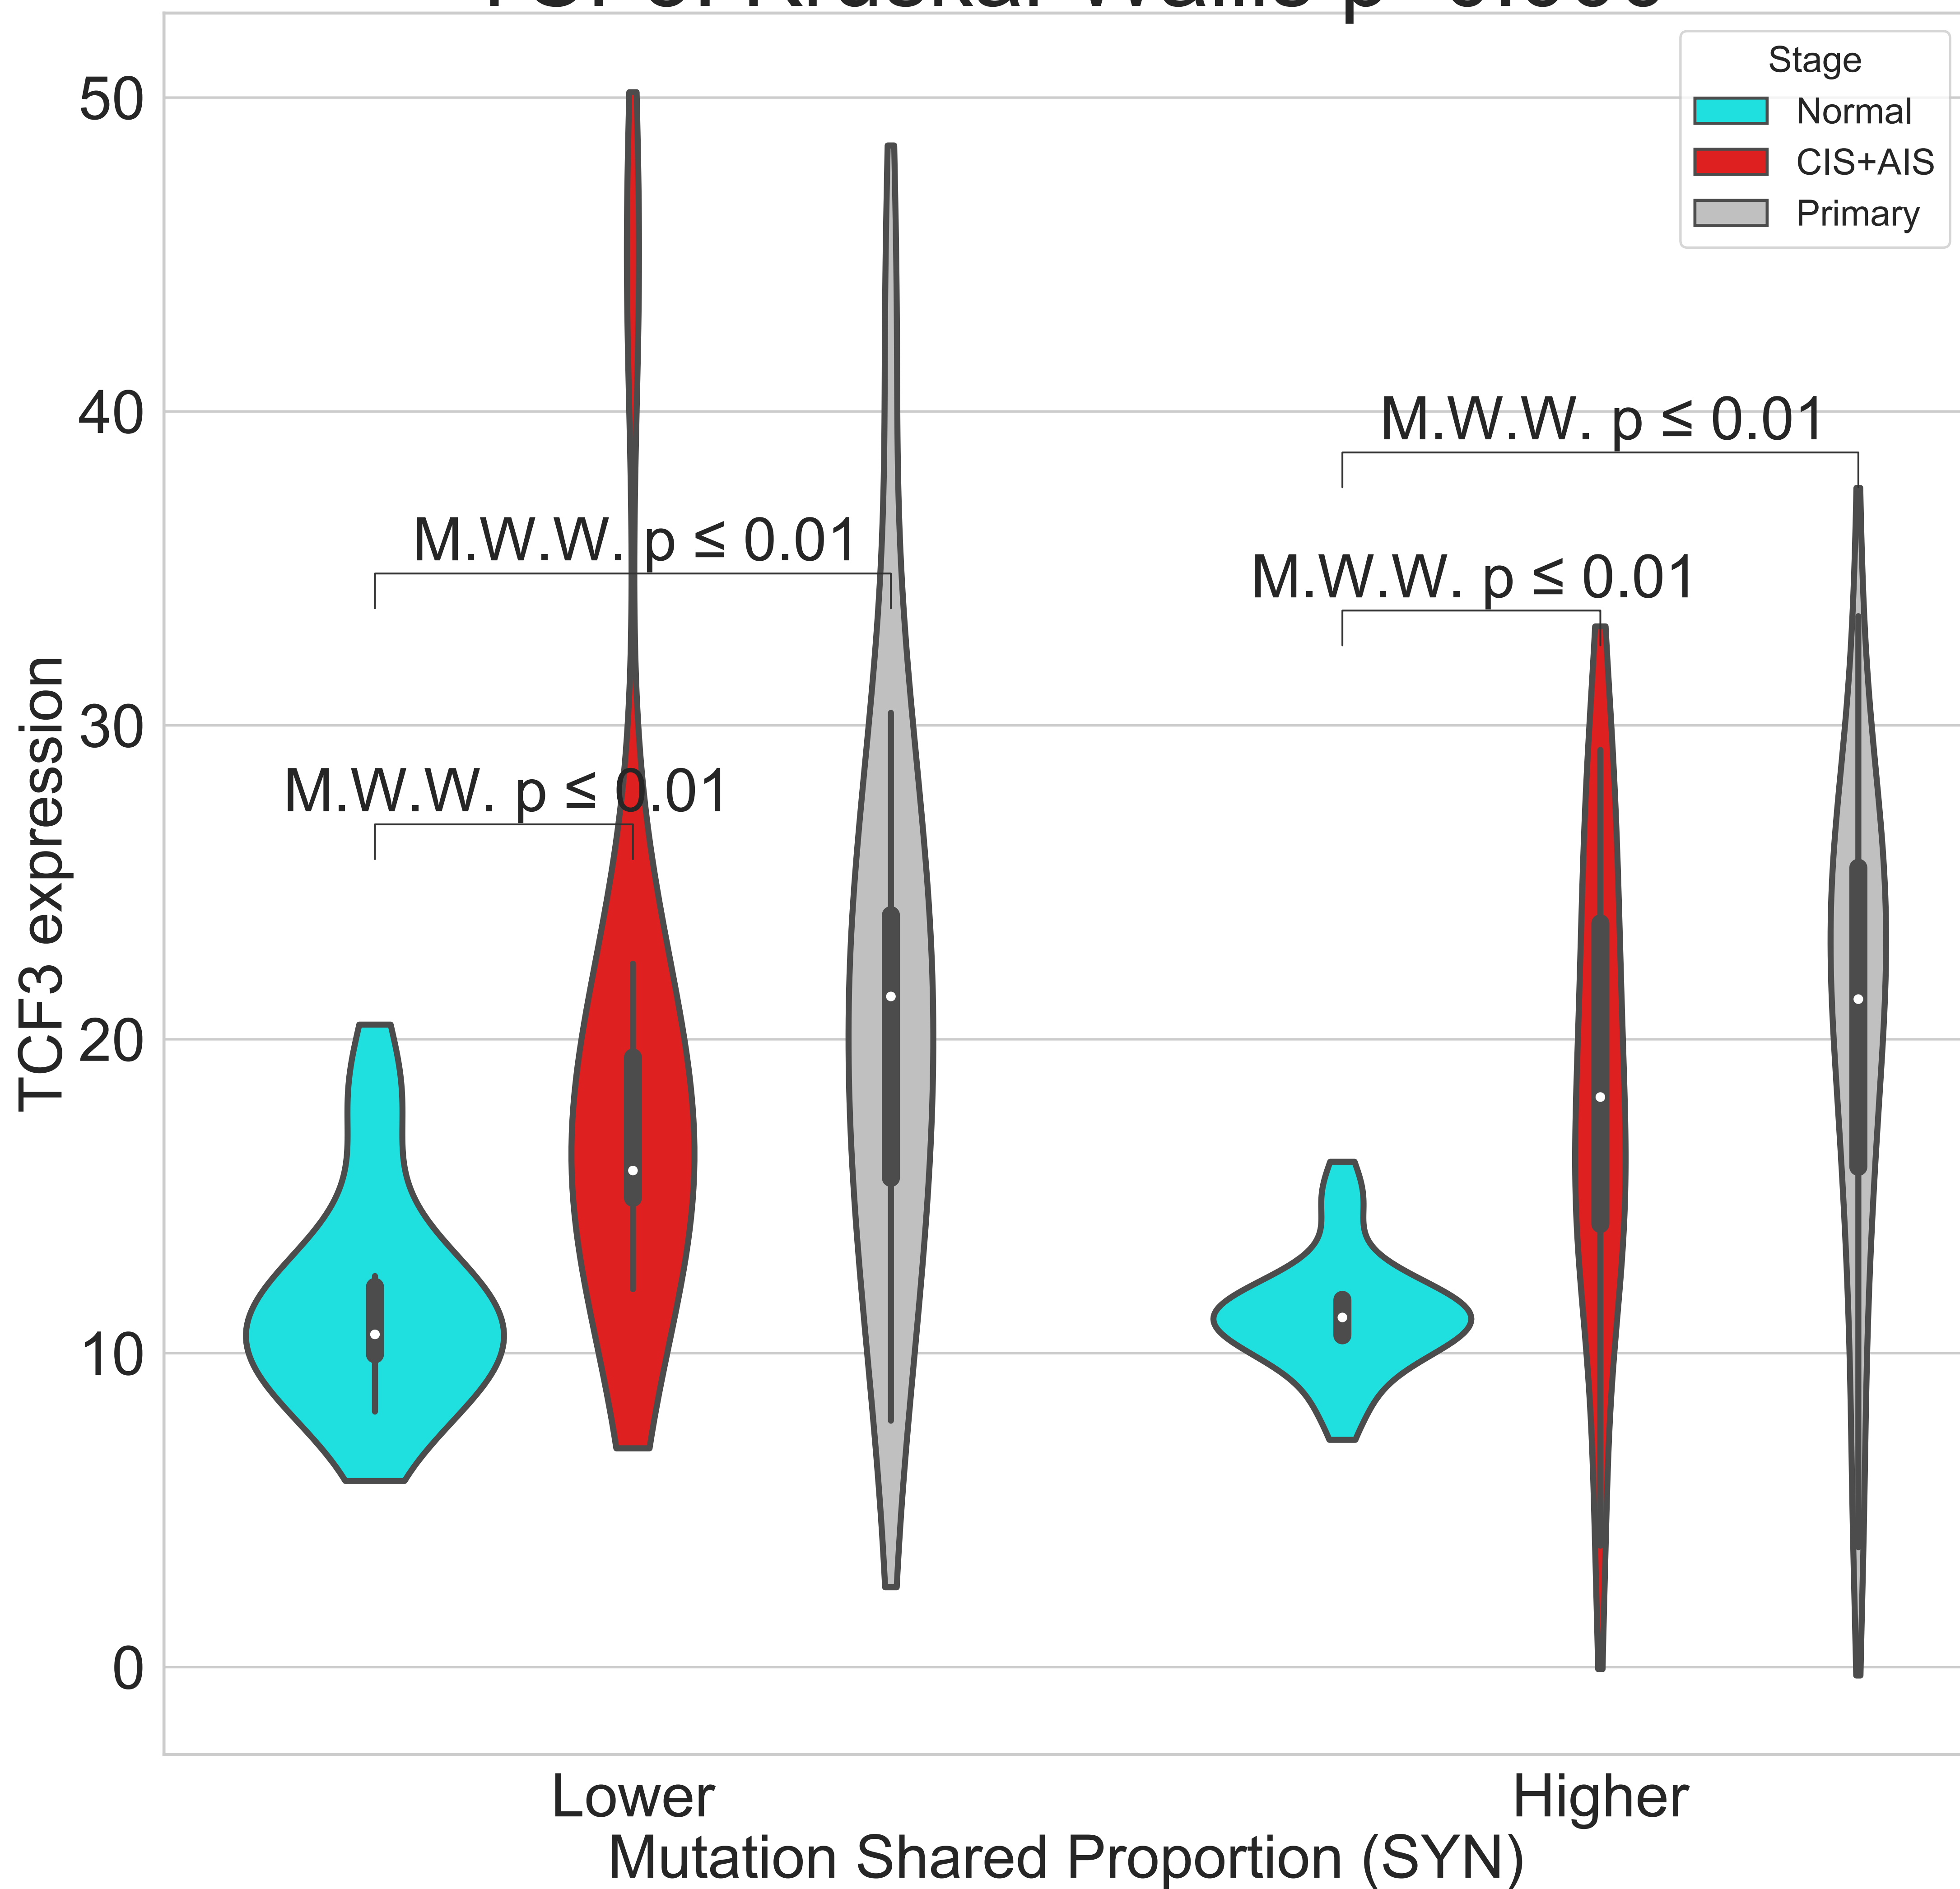 Stage
Normal
CIS+AIS
Primary
50
40
30
20
10
0
TCF3 expression
M.W.W. p ≤ 0.01
M.W.W. p ≤ 0.01
M.W.W. p ≤ 0.01
M.W.W. p ≤ 0.01
Lower
Higher
Mutation Shared Proportion (SYN)